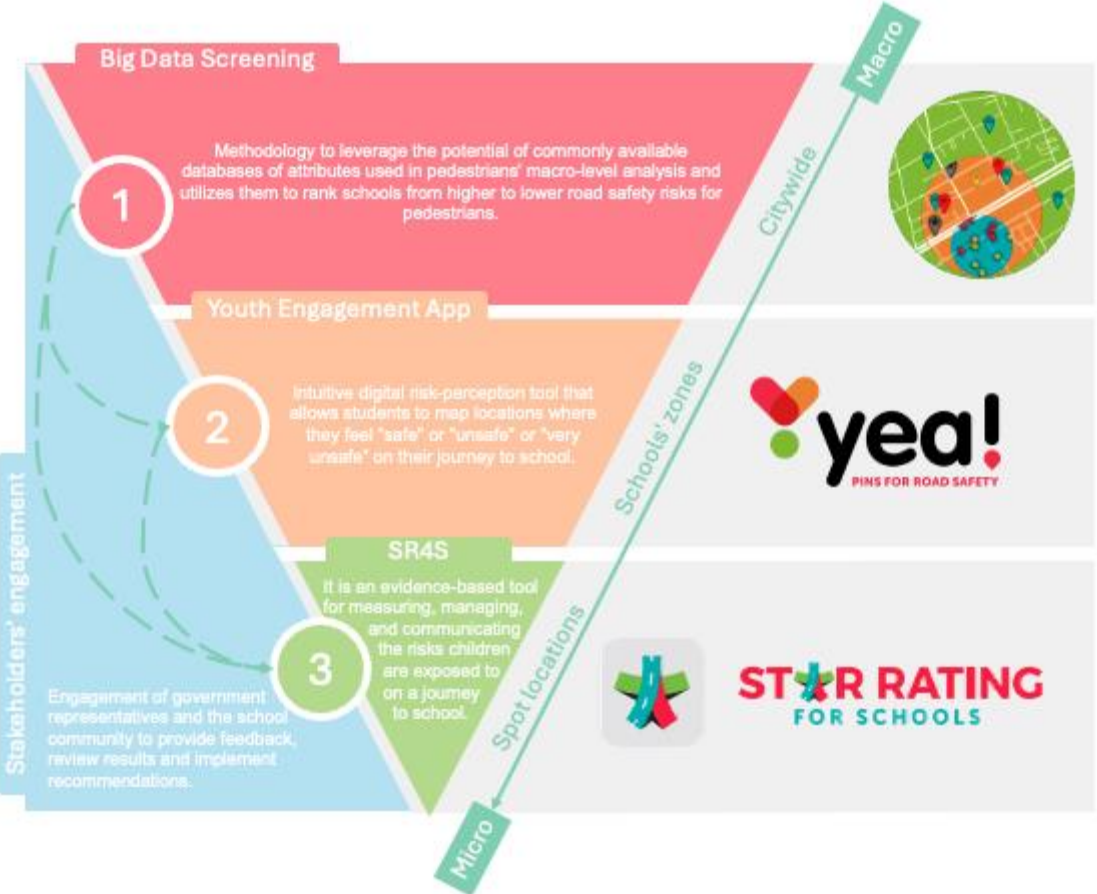 Macro
Big Data Screening
Methodology to leverage the potential of commonly available
databases of attributes used in pedestrians' macro-level analysis and
utilizes them to rank schools from higher to lower road safety risks for
pedestrians.
1
Citywide
Youth Engagement App
Intuitive digital risk-perception tool that
allows students to map locations where
they feel "safe" or "unsafe" or "very
unsafe" on their journey to school.
2
Schools' zones
yea!
PINS FOR ROAD SAFETY
SR4S
It is an evidence-based tool
for measuring, managing,
and communicating
the risks children
are exposed to
on a journey
to school.
3
Spot locations
STAR RATING
FOR SCHOOLS
Stakeholders' engagement
Engagement of government
representatives and the school
community to provide feedback,
review results and implement
recommendations.
Micro